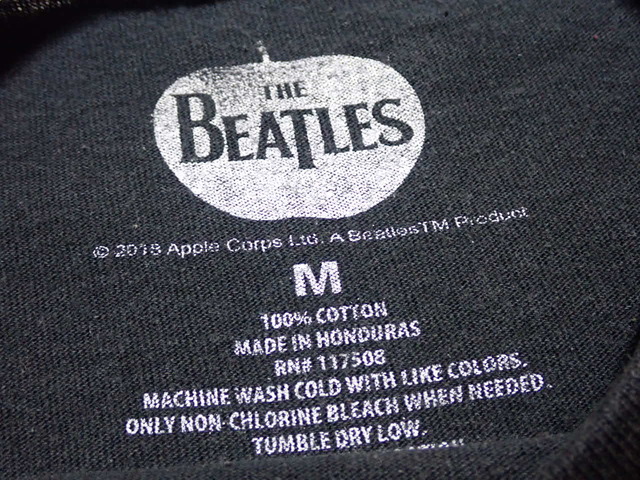 THE
BEATLES
© 2018 Apple Corps Ltd. A Beatles™ Product
M
100% COTTON
MADE IN HONDURAS
RN# 117508
MACHINE WASH COLD WITH LIKE COLORS.
ONLY NON-CHLORINE BLEACH WHEN NEEDED.
TUMBLE DRY LOW.